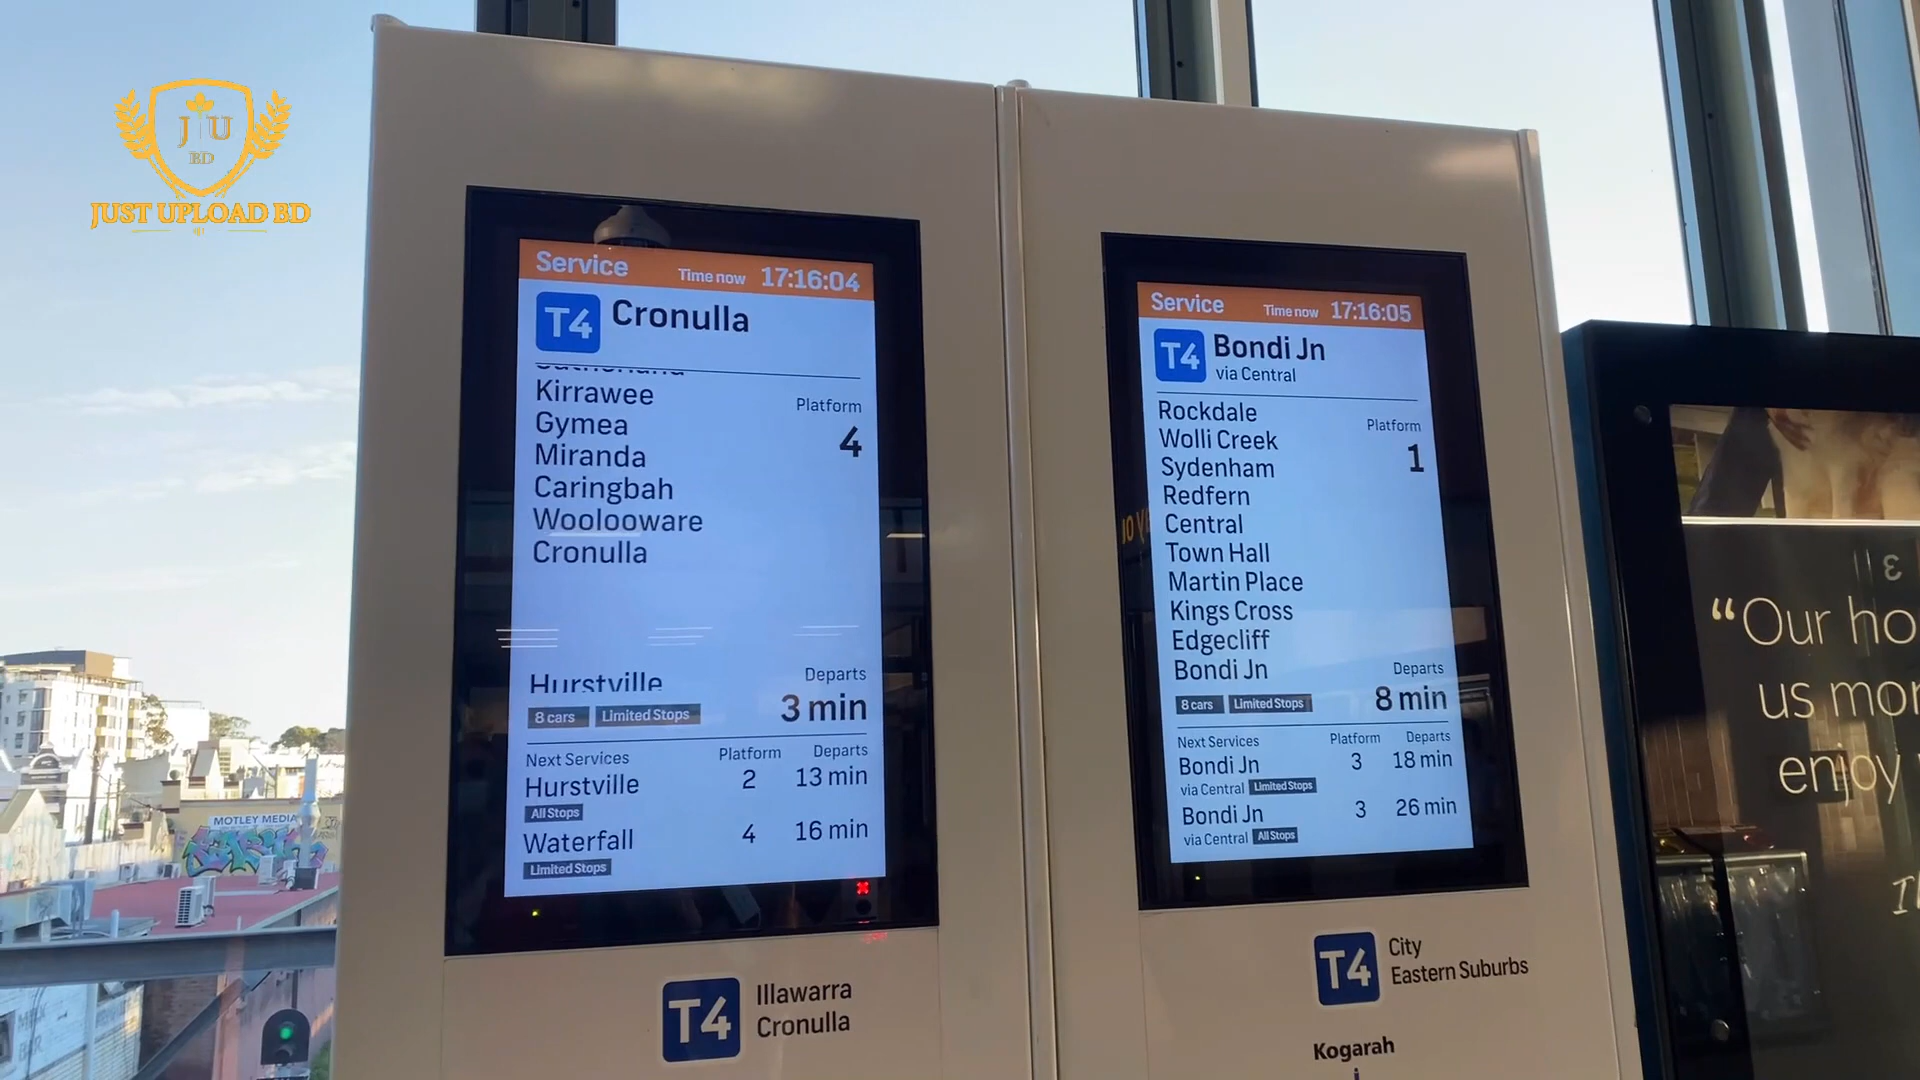 J U
BD
JUST UPLOAD BD
Service Time now 17:16:04
T4 Cronulla
Sutherland
Kirrawee
Platform
Gymea
4
Miranda
Caringbah
Woolooware
Cronulla
Hurstville
Departs
8 cars Limited Stops
3 min
Next Services Platform Departs
Hurstville 2 13 min
All Stops
Waterfall 4 16 min
Limited Stops
T4 Illawarra
Cronulla
Service Time now 17:16:05
T4 Bondi Jn
via Central
Rockdale
Platform
Wolli Creek
1
Sydenham
Redfern
Central
Town Hall
Martin Place
Kings Cross
Edgecliff
Bondi Jn
Departs
8 cars Limited Stops
8 min
Next Services Platform Departs
Bondi Jn 3 18 min
via Central Limited Stops
Bondi Jn 3 26 min
via Central All Stops
T4 City
Eastern Suburbs
Kogarah
MOTLEY MEDIA
MILK
BAR
"Our ho
us mor
enjoy